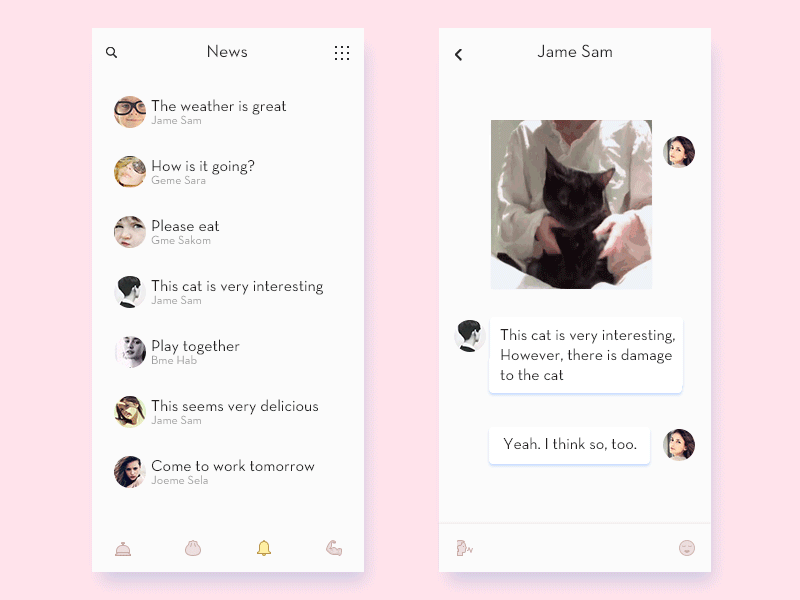 News
The weather is great
Jame Sam
How is it going?
Geme Sara
Please eat
Gme Sakom
This cat is very interesting
Jame Sam
Play together
Bme Hab
This seems very delicious
Jame Sam
Come to work tomorrow
Joeme Sela
Jame Sam
This cat is very interesting,
However, there is damage
to the cat
Yeah. I think so, too.